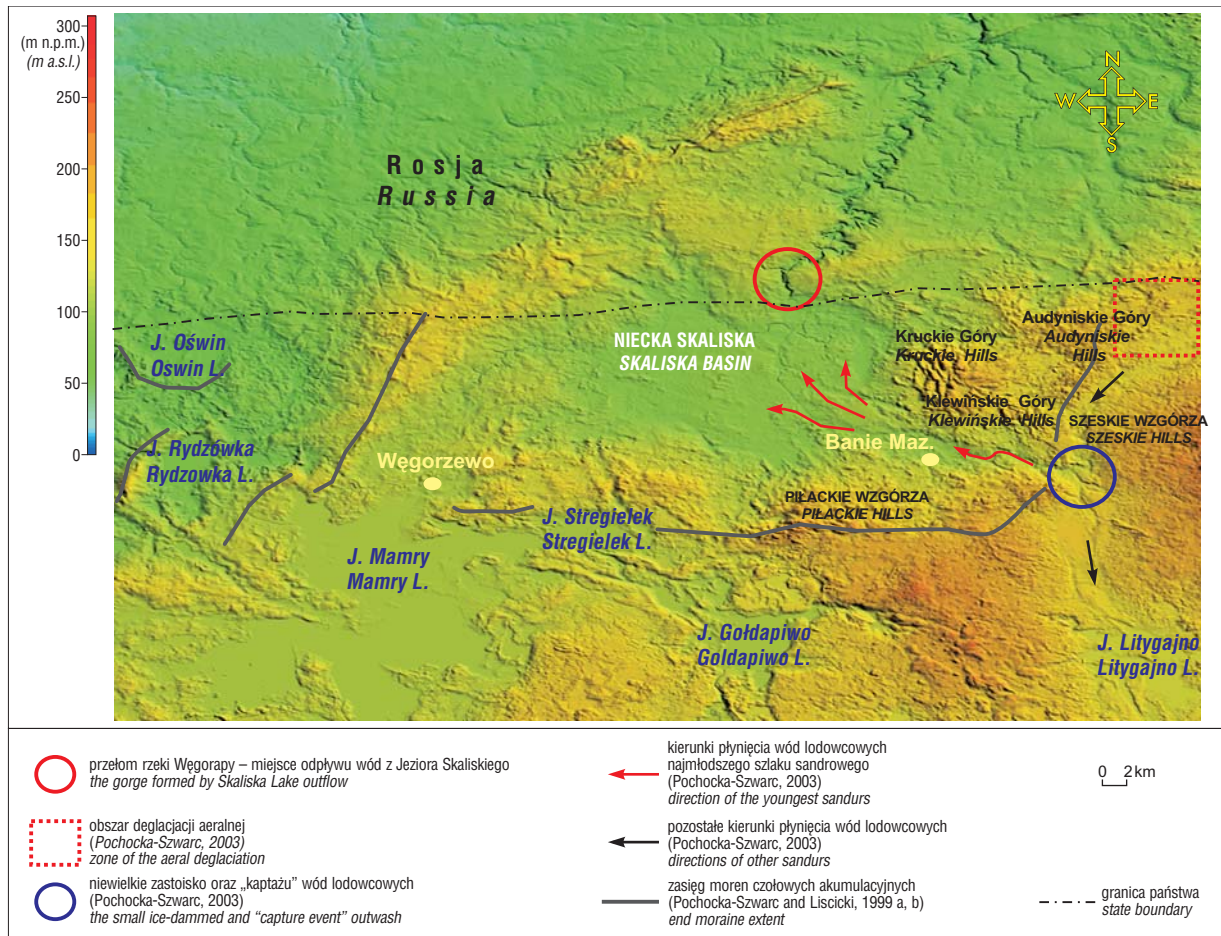 300
(m n.p.m.)
(m a.s.l.)
250
200
150
100
50
0
N
W
E
S
Rosja
Russia
NIECKA SKALISKA
SKALISKA BASIN
Kruckie Góry
Kruckie Hills
Audyniskie Góry
Audyniskie
Hills
J. Oświn
Oswin L.
Klewińskie Góry
Klewińskie Hills
SZESKIE WZGÓRZA
SZESKIE HILLS
J. Rydzówka
Rydzowka L.
Węgorzewo
Banie Maz.
PIŁACKIE WZGÓRZA
PIŁACKIE HILLS
J. Stregielek
Stregielek L.
J. Mamry
Mamry L.
J. Gołdapiwo
Goldapiwo L.
J. Litygajno
Litygajno L.
przełom rzeki Węgorapy – miejsce odpływu wód z Jeziora Skaliskiego
the gorge formed by Skaliska Lake outflow
obszar deglacjacji aeralnej
(Pochocka-Szwarc, 2003)
zone of the aeral deglaciation
niewielkie zastoisko oraz „kaptażu” wód lodowcowych
(Pochocka-Szwarc, 2003)
the small ice-dammed and “capture event” outwash
kierunki płynięcia wód lodowcowych
najmłodszego szlaku sandrowego
(Pochocka-Szwarc, 2003)
direction of the youngest sandurs
pozostałe kierunki płynięcia wód lodowcowych
(Pochocka-Szwarc, 2003)
directions of other sandurs
zasięg moren czołowych akumulacyjnych
(Pochocka-Szwarc and Liscicki, 1999 a, b)
end moraine extent
0 2 km
granica państwa
state boundary